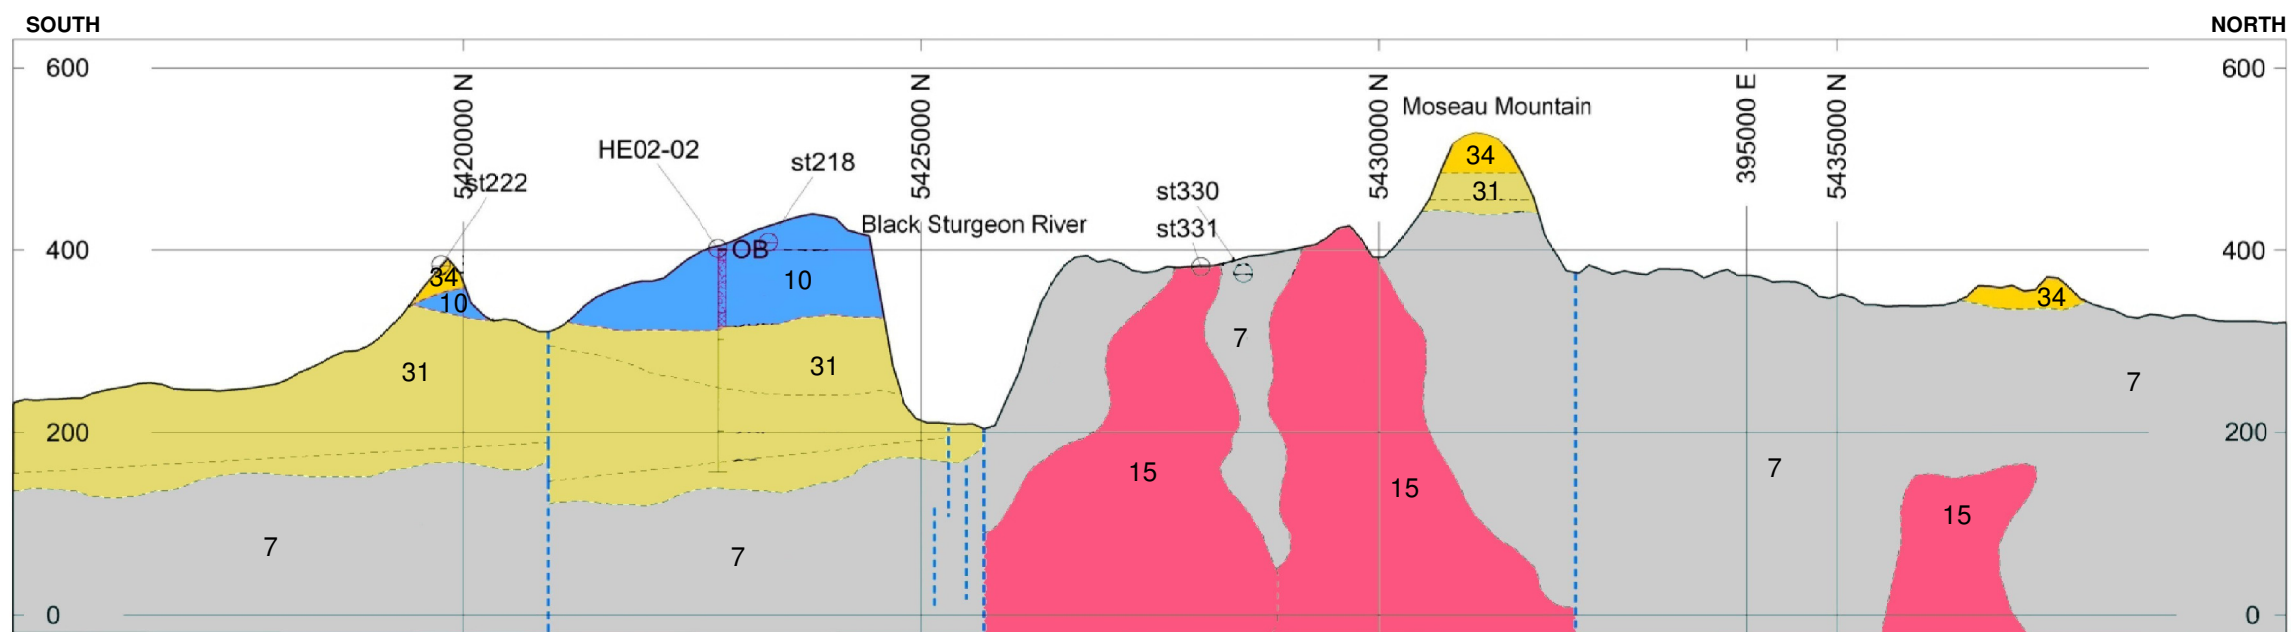 SOUTH
NORTH
600
600
5420000 N
5425000 N
5430000 N
395000 E
5435000 N
Moseau Mountain
HE02-02
st218
34
st222
st330
31
Black Sturgeon River
st331
400
OB
400
34
10
10
34
7
31
31
7
200
200
15
7
15
15
7
7
0
0